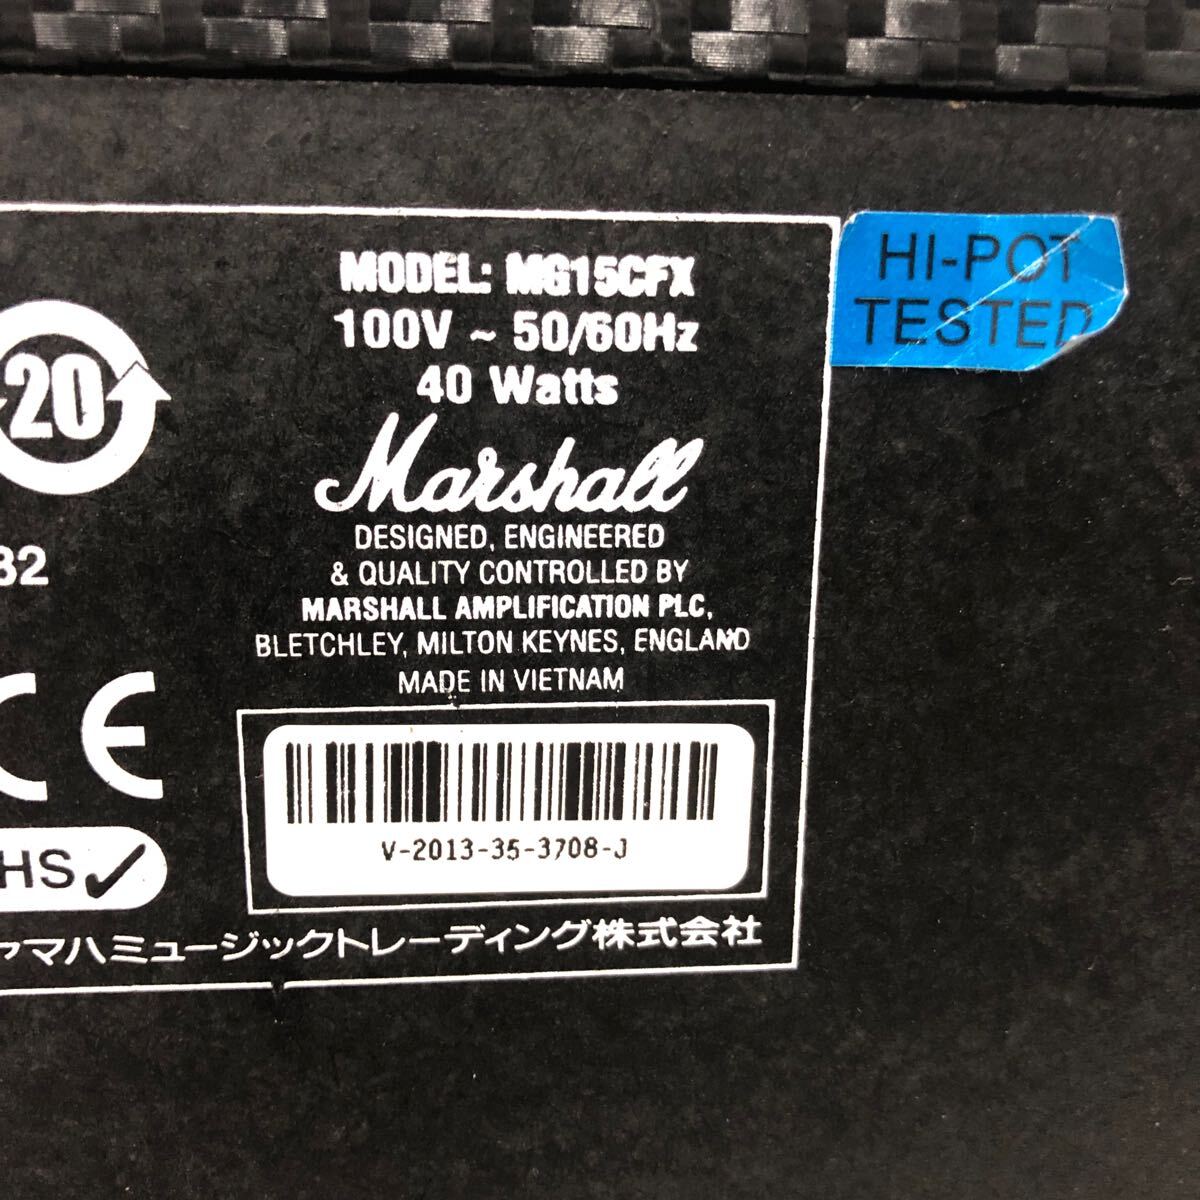 MODEL: MG15CFX
100V ~ 50/60Hz
40 Watts
HI-POT
TESTED
20
Marshall
DESIGNED, ENGINEERED
& QUALITY CONTROLLED BY
MARSHALL AMPLIFICATION PLC,
BLETCHLEY, MILTON KEYNES, ENGLAND
MADE IN VIETNAM
32
CE
HS
V-2013-35-3708-J
ヤマハミュージックトレーディング株式会社